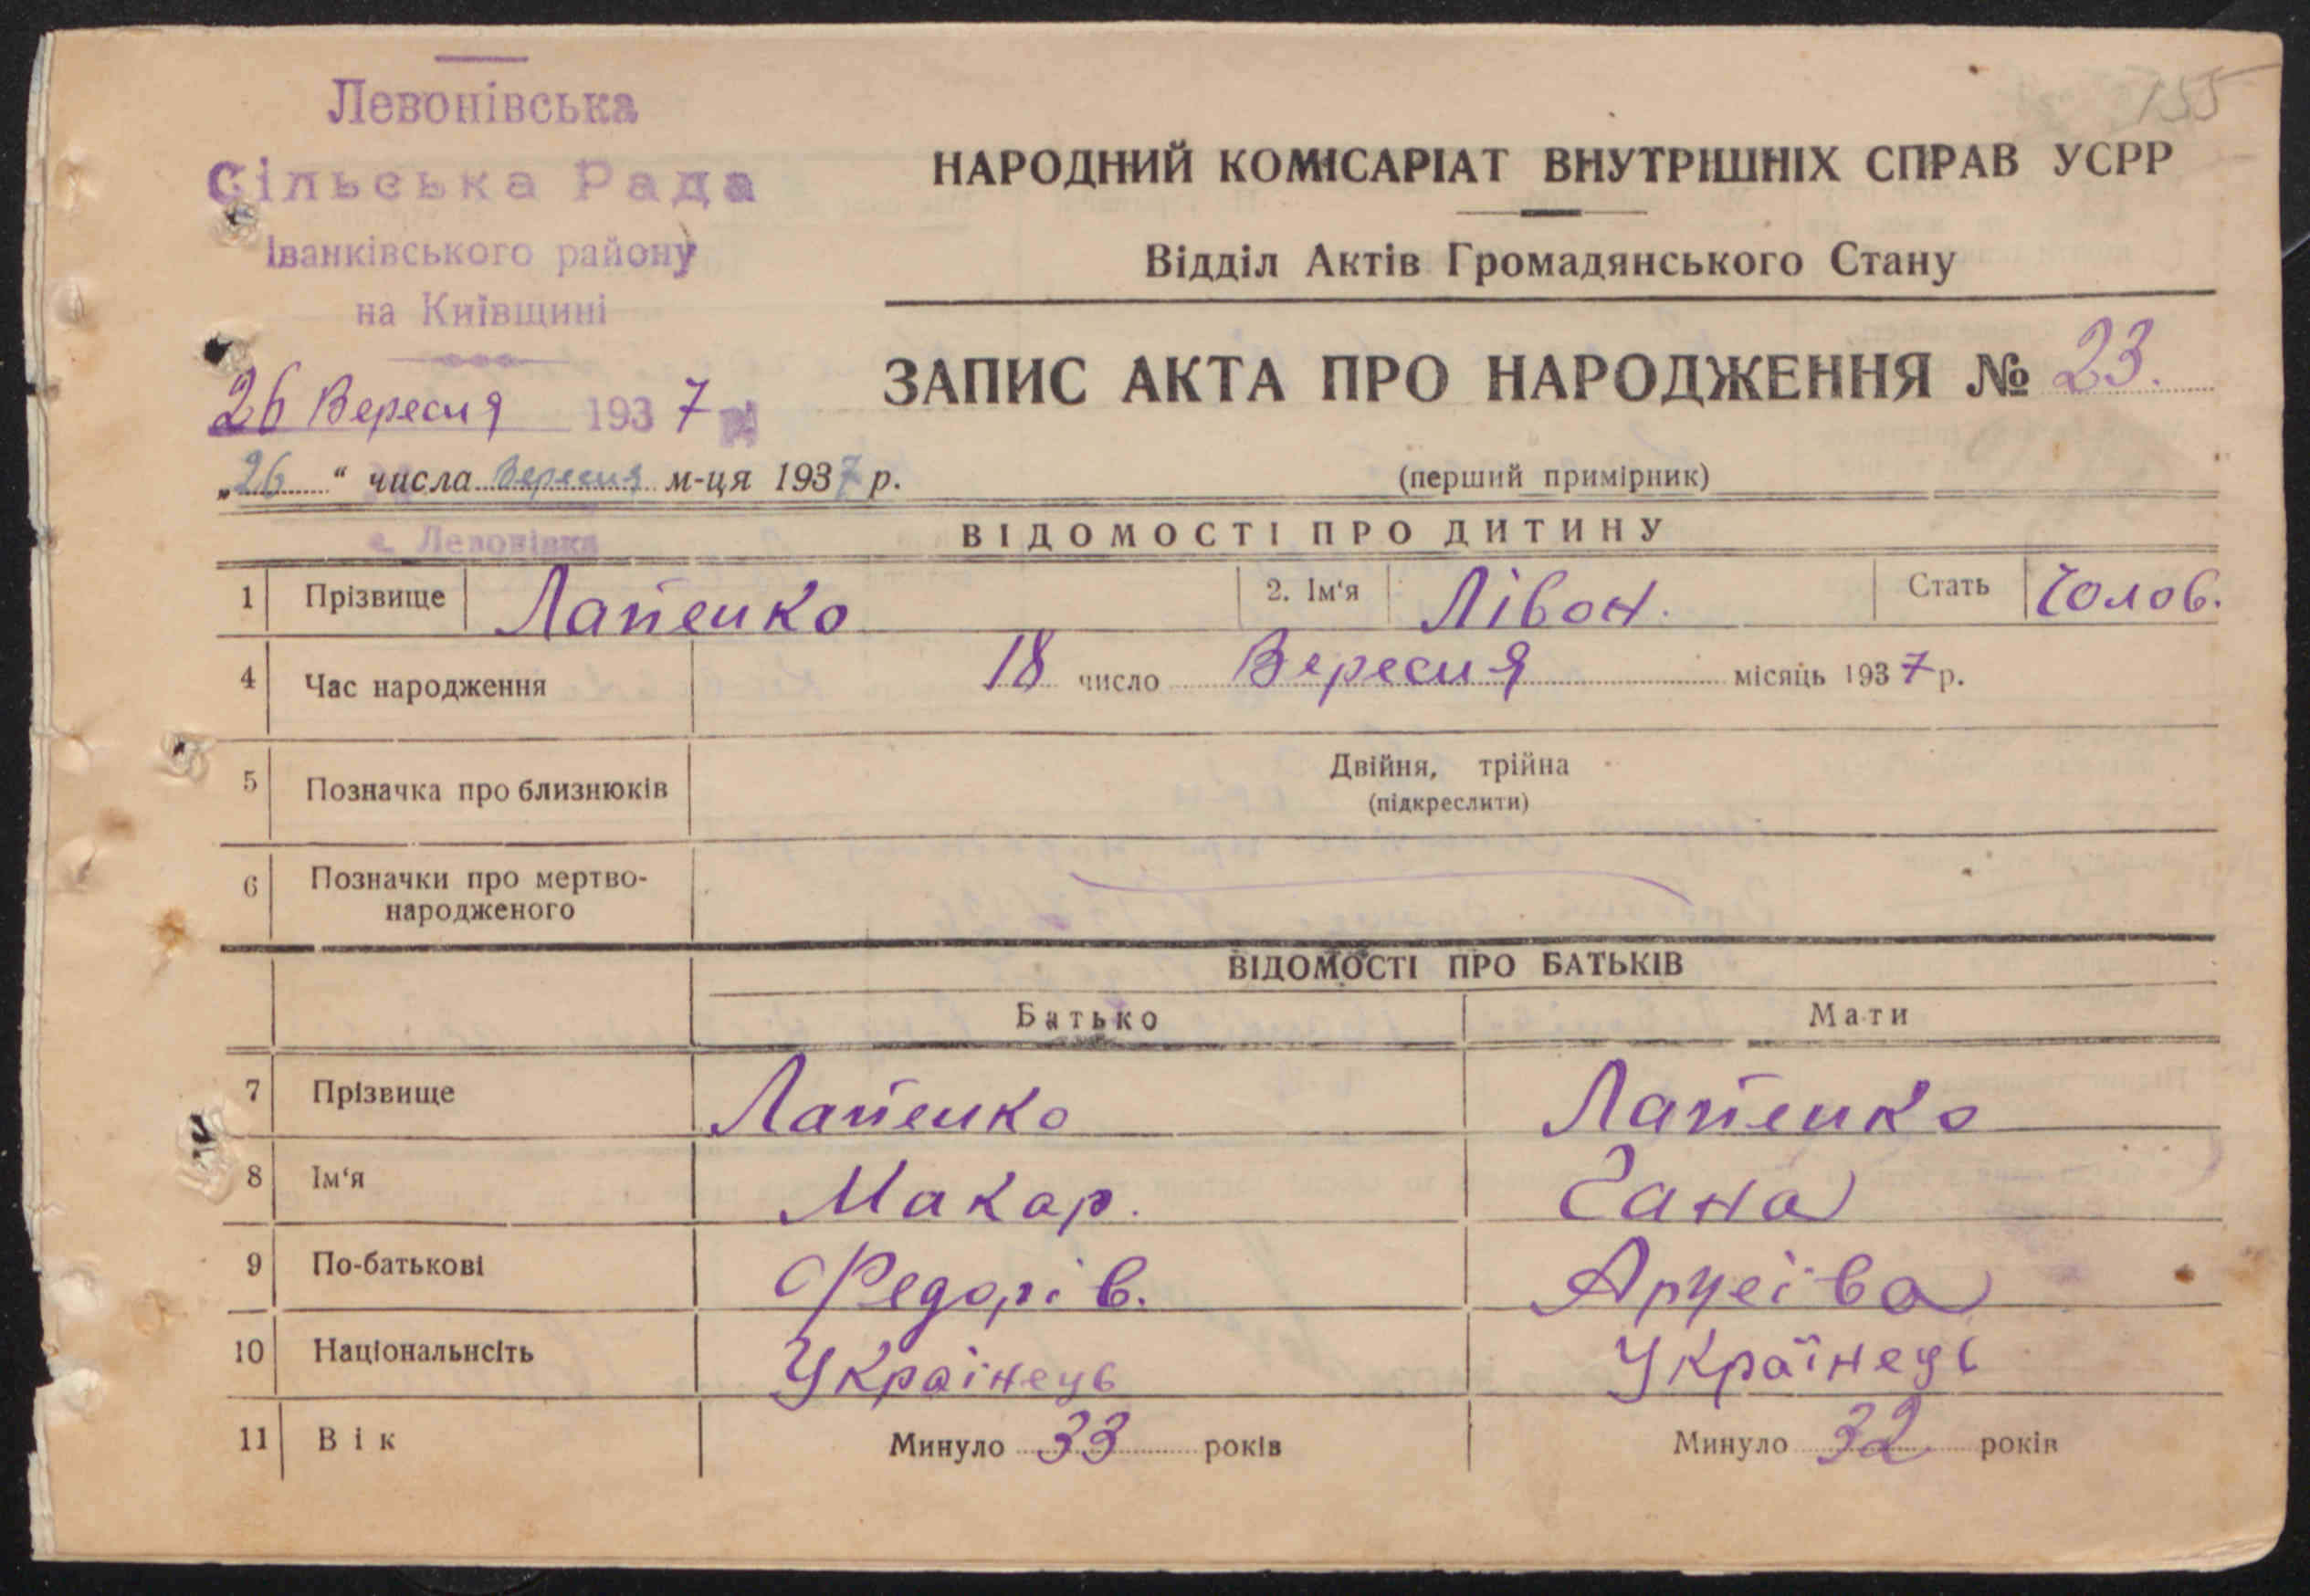 155
Левонівська
Сільська Рада
Іванківського району
на Київщині
26 Вересня 1937
НАРОДНИЙ КОМІСАРІАТ ВНУТРІШНІХ СПРАВ УСРР
Відділ Актів Громадянського Стану
ЗАПИС АКТА ПРО НАРОДЖЕННЯ № 23.
„26“ числа Вересня м-ця 1937 р.
(перший примірник)
с. Левонівка
ВІДОМОСТІ ПРО ДИТИНУ
1 Прізвище Лапенко 2. Ім‘я Лівон. Стать Чолов.
4 Час народження 18 число Вересня місяць 1937 р.
5 Позначка про близнюків Двійня, трійна
(підкреслити)
6 Позначки про мертво-
народженого
ВІДОМОСТІ ПРО БАТЬКІВ
Батько Мати
7 Прізвище Лапенко Лапенко
8 Ім‘я Макар. Гана
9 По-батькові Федорів.
10 Національнсіть Українець Українець
11 Вік Минуло 33 років Минуло 32 років